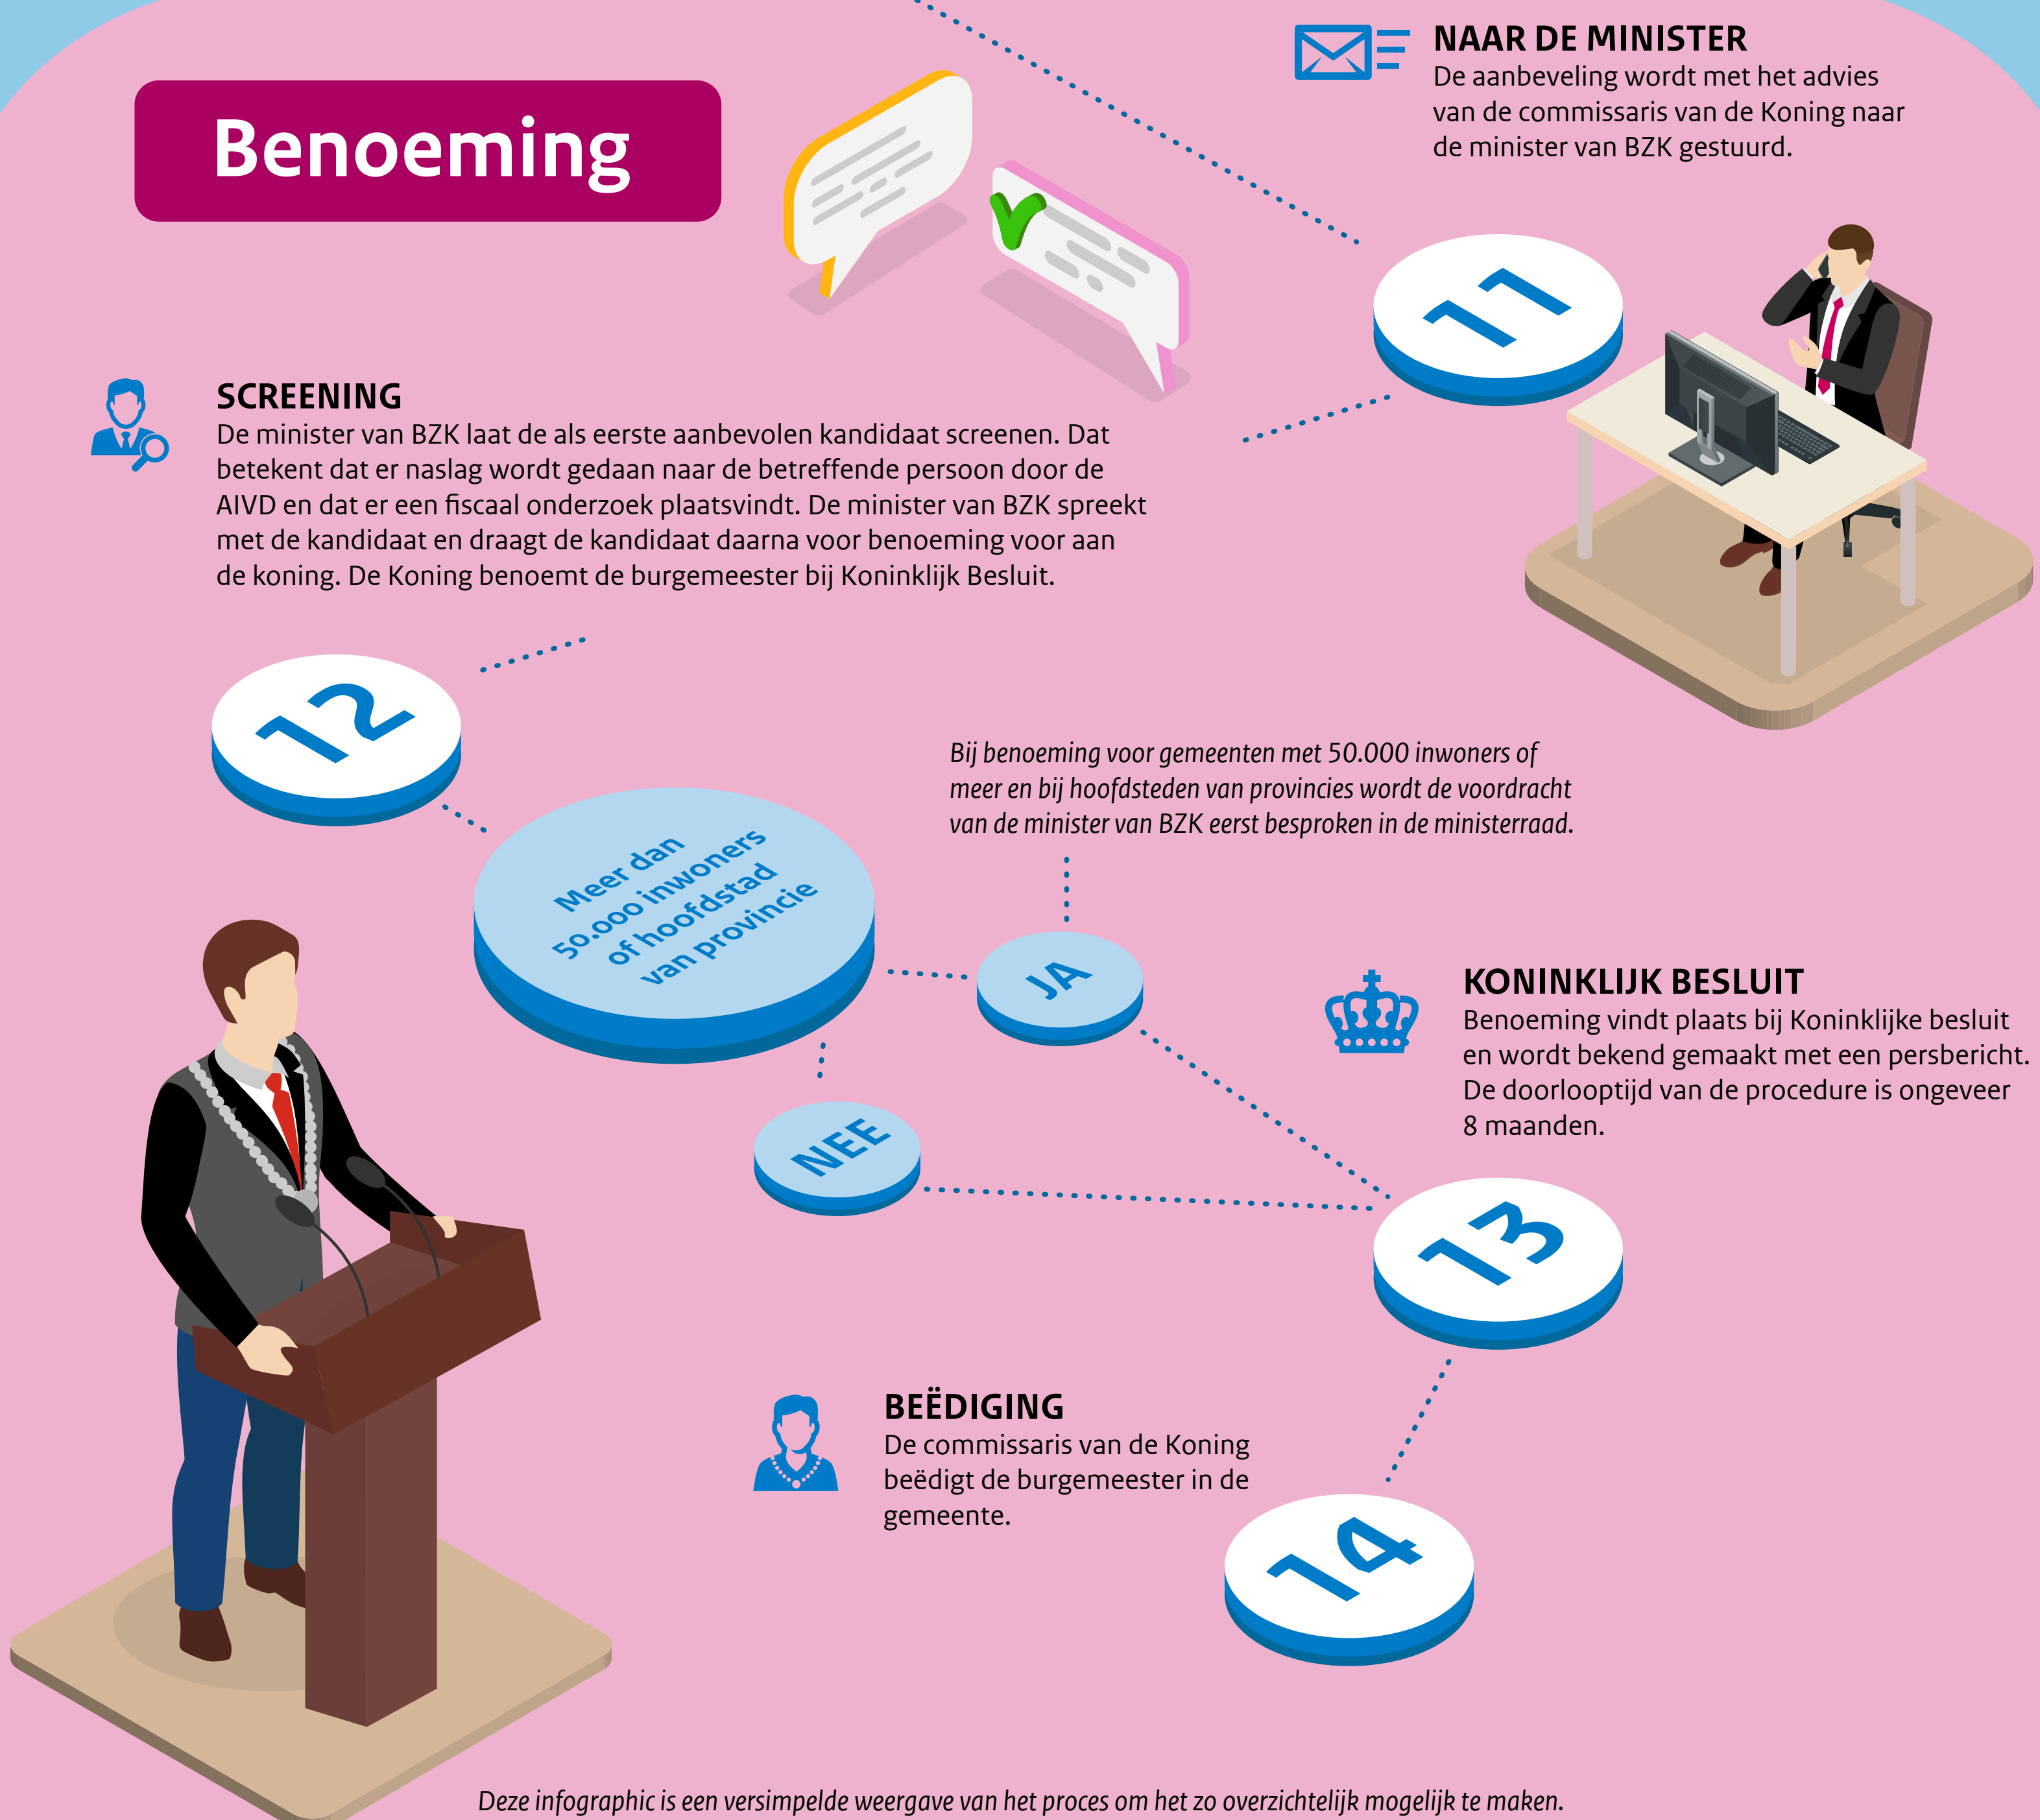 Benoeming
NAAR DE MINISTER
De aanbeveling wordt met het advies
van de commissaris van de Koning naar
de minister van BZK gestuurd.
11
SCREENING
De minister van BZK laat de als eerste aanbevolen kandidaat screenen. Dat
betekent dat er naslag wordt gedaan naar de betreffende persoon door de
AIVD en dat er een fiscaal onderzoek plaatsvindt. De minister van BZK spreekt
met de kandidaat en draagt de kandidaat daarna voor benoeming voor aan
de koning. De Koning benoemt de burgemeester bij Koninklijk Besluit.
12
Meer dan
50.000 inwoners
of hoofdstad
van provincie
Bij benoeming voor gemeenten met 50.000 inwoners of
meer en bij hoofdsteden van provincies wordt de voordracht
van de minister van BZK eerst besproken in de ministerraad.
JA
NEE
KONINKLIJK BESLUIT
Benoeming vindt plaats bij Koninklijke besluit
en wordt bekend gemaakt met een persbericht.
De doorlooptijd van de procedure is ongeveer
8 maanden.
13
BEËDIGING
De commissaris van de Koning
beëdigt de burgemeester in de
gemeente.
14
Deze infographic is een versimpelde weergave van het proces om het zo overzichtelijk mogelijk te maken.